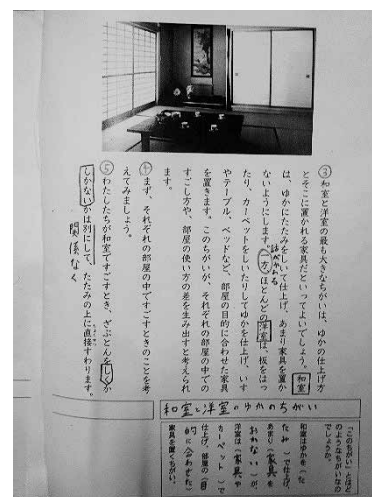 ③和室と洋室の最も大きなちがいは、ゆかの仕上げ方
とそこに置かれる家具だといってよいでしょう。和室
は、ゆかにたたみをしいて仕上げ、あまり家具を置か
ないようにします。一方、ほとんどの洋室は、板をはっ
話がかわる
たり、カーペットをしいたりしてゆかを仕上げ、いす
やテーブル、ベッドなど、部屋の目的に合わせた家具
を置きます。このちがいが、それぞれの部屋の中での
すごし方や、部屋の使い方の差を生み出すと考えられ
ます。
④まず、それぞれの部屋の中ですごすときのことを考
えてみましょう。
⑤わたしたちが和室ですごすとき、ざぶとんをしくか
しかないかは別にして、たたみの上に直接すわります。
関係なく
和室と洋室のゆかのちがい
「このちがい」とはど
のようなちがいなの
でしょうか。
和室はゆかを(た
たみ)で仕上げ、
あまり(家具を
おかない)が、
洋室は(家具や
カーペット)で
仕上げ、部屋の(目
的に合わせた)
家具を置くちがい。